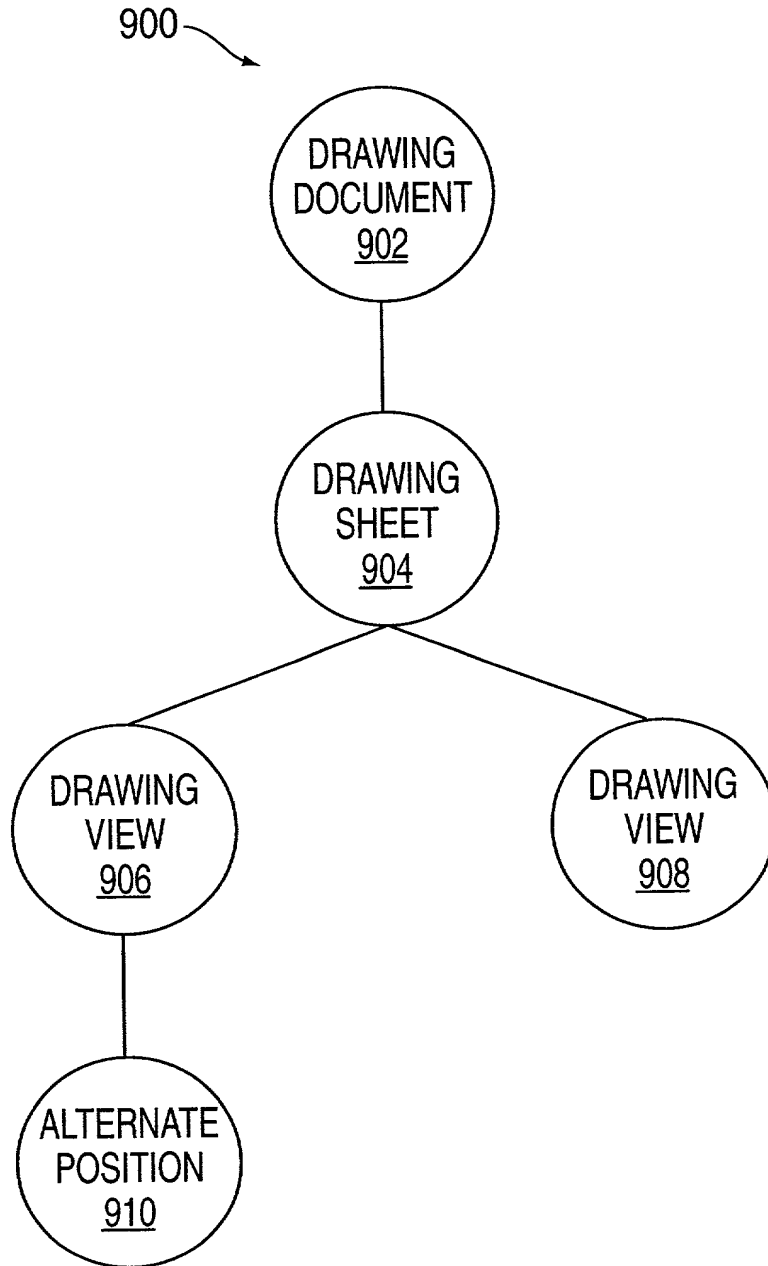 900
DRAWING
DOCUMENT
902
DRAWING
SHEET
904
DRAWING
VIEW
906
DRAWING
VIEW
908
ALTERNATE
POSITION
910